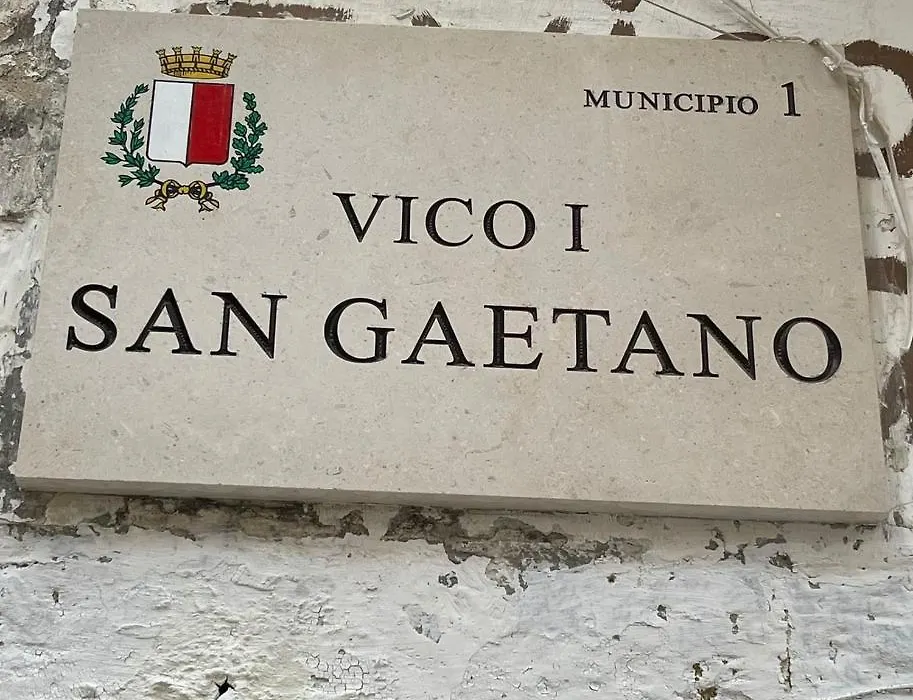 MUNICIPIO 1
VICO I
SAN GAETANO